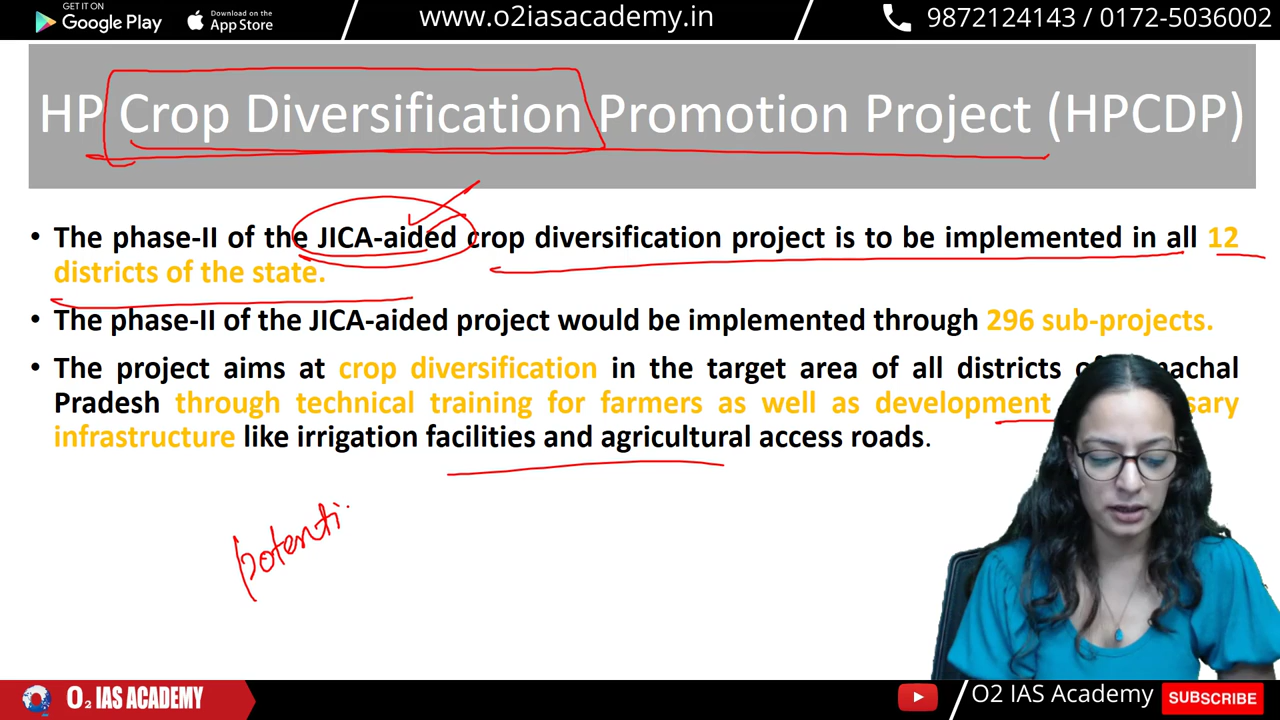 GET IT ON
Google Play
Download on the
App Store
www.o2iasacademy.in
9872124143 / 0172-5036002
HP Crop Diversification Promotion Project (HPCDP)
• The phase-II of the JICA-aided crop diversification project is to be implemented in all 12
districts of the state.
• The phase-II of the JICA-aided project would be implemented through 296 sub-projects.
• The project aims at crop diversification in the target area of all districts
Pradesh through technical training for farmers as well as development
infrastructure like irrigation facilities and agricultural access roads.
potenti
O2 IAS ACADEMY
O2 IAS Academy
SUBSCRIBE